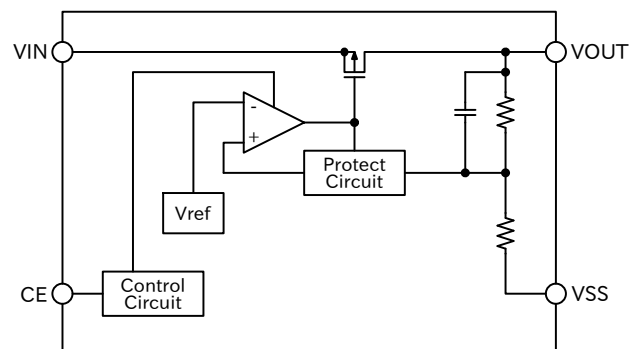 VIN
VOUT
-
+
Protect
Circuit
Vref
CE
Control
Circuit
VSS